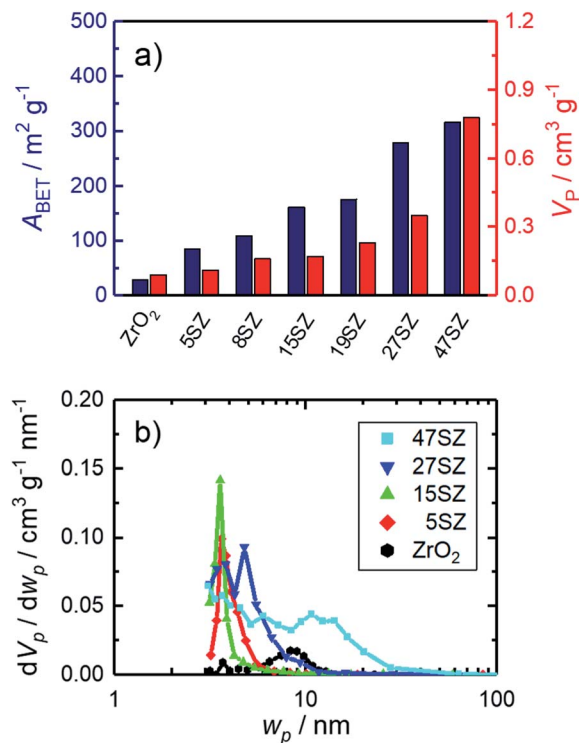 a)
500
400
300
200
100
0
A_BET / m² g⁻¹
1.2
0.9
0.6
0.3
0.0
V_P / cm³ g⁻¹
ZrO₂
5SZ
8SZ
15SZ
19SZ
27SZ
47SZ
b)
0.20
0.15
0.10
0.05
0.00
dV_p / dw_p / cm³ g⁻¹ nm⁻¹
47SZ
27SZ
15SZ
5SZ
ZrO₂
1
10
100
w_p / nm